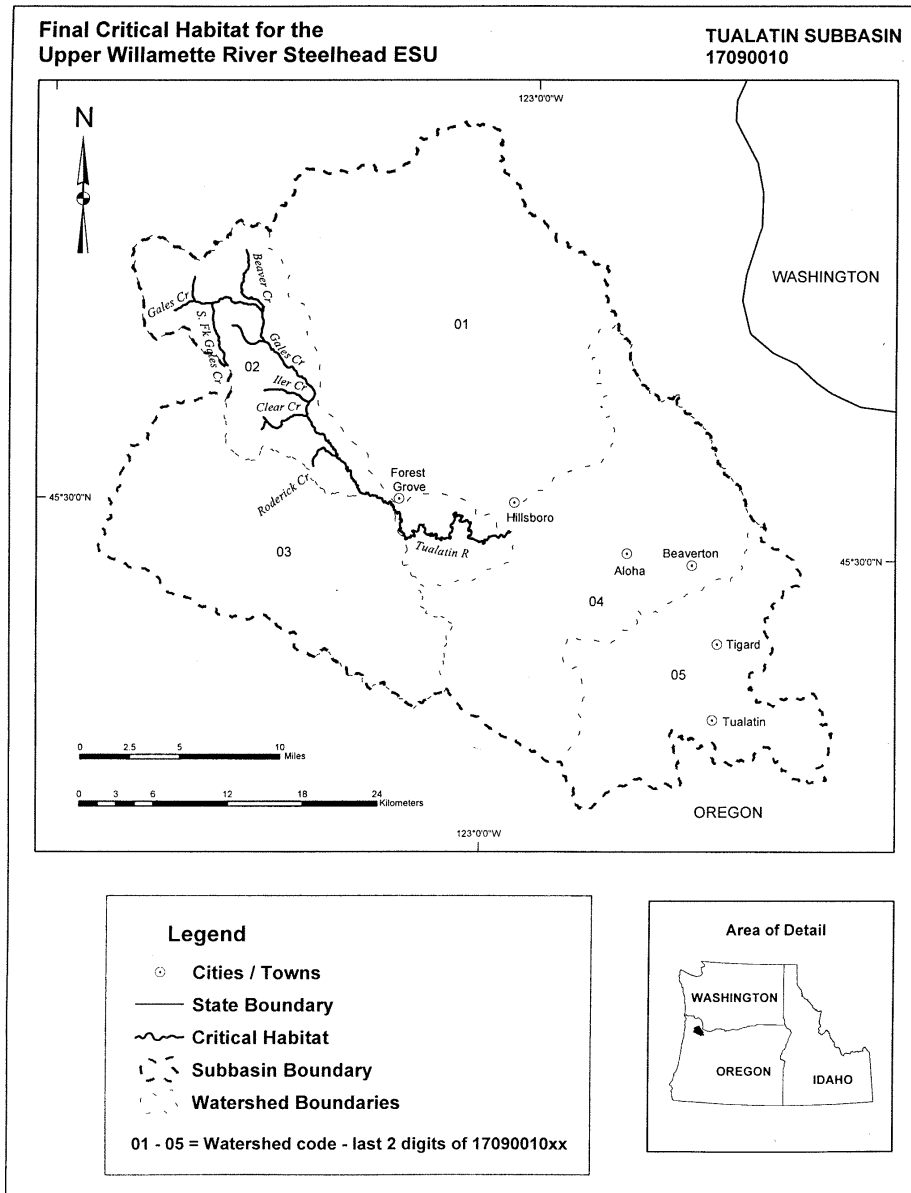 Final Critical Habitat for the
Upper Willamette River Steelhead ESU
TUALATIN SUBBASIN
17090010
123°0'0"W
N
WASHINGTON
Beaver Cr
Gales Cr
S. Fk Gales Cr
01
02
Gales Cr
Iler Cr
Clear Cr
Roderick Cr
Forest
Grove
45°30'0"N
Hillsboro
Tualatin R
03
Aloha
Beaverton
45°30'0"N
04
Tigard
05
Tualatin
0 2.5 5 10
Miles
0 3 6 12 18 24
Kilometers
OREGON
123°0'0"W
Legend
Cities / Towns
State Boundary
Critical Habitat
Subbasin Boundary
Watershed Boundaries
01 - 05 = Watershed code - last 2 digits of 17090010xx
Area of Detail
WASHINGTON
OREGON
IDAHO